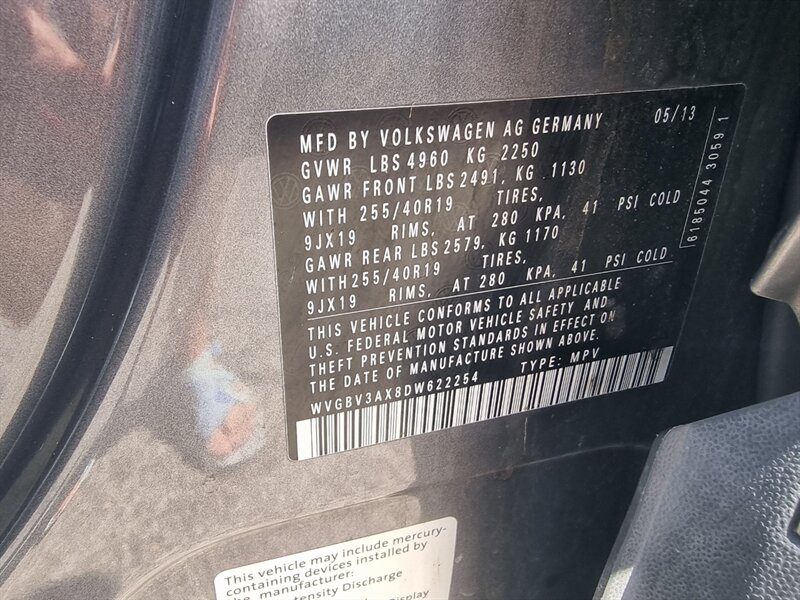 MFD BY VOLKSWAGEN AG GERMANY 05/13
GVWR LBS 4960 KG 2250
GAWR FRONT LBS 2491, KG 1130
WITH 255/40R19 TIRES,
9JX19 RIMS, AT 280 KPA, 41 PSI COLD
GAWR REAR LBS 2579, KG 1170
WITH 255/40R19 TIRES,
9JX19 RIMS, AT 280 KPA, 41 PSI COLD
6185044 3059 1
THIS VEHICLE CONFORMS TO ALL APPLICABLE
U.S. FEDERAL MOTOR VEHICLE SAFETY AND
THEFT PREVENTION STANDARDS IN EFFECT ON
THE DATE OF MANUFACTURE SHOWN ABOVE.
WVGBV3AX8DW622254 TYPE: MPV
This vehicle may include mercury-
containing devices installed by
manufacturer:
Discharge
Display